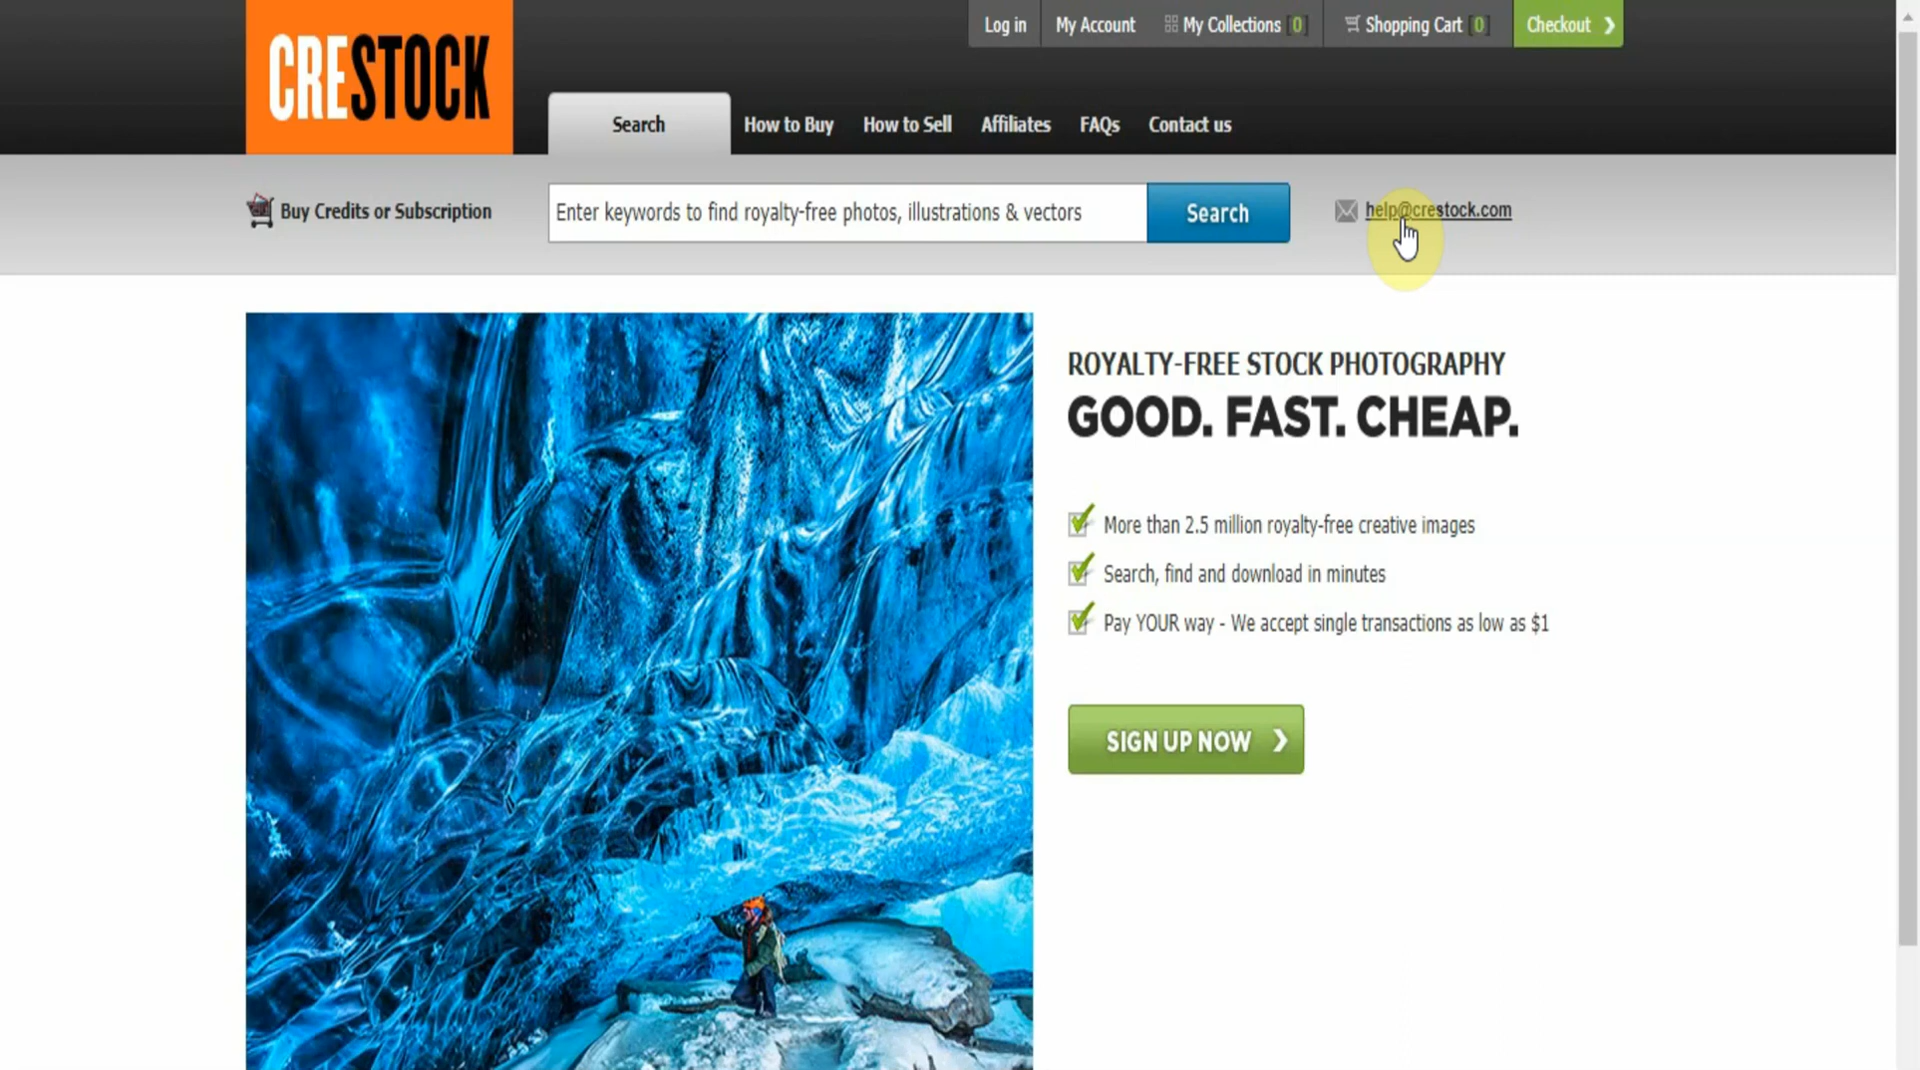 CRESTOCK
Log in
My Account
My Collections [0]
Shopping Cart [0]
Checkout
Search
How to Buy
How to Sell
Affiliates
FAQs
Contact us
Buy Credits or Subscription
Enter keywords to find royalty-free photos, illustrations & vectors
Search
help@crestock.com
ROYALTY-FREE STOCK PHOTOGRAPHY
GOOD. FAST. CHEAP.
More than 2.5 million royalty-free creative images
Search, find and download in minutes
Pay YOUR way - We accept single transactions as low as $1
SIGN UP NOW